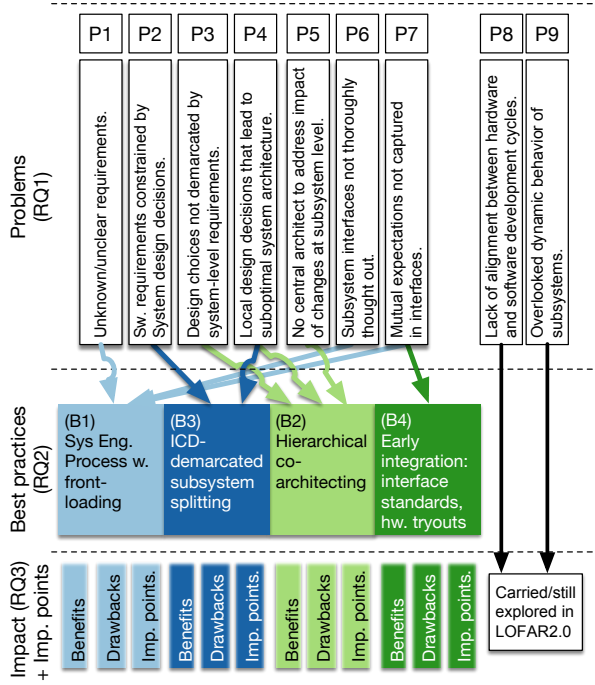 P1
P2
P3
P4
P5
P6
P7
P8
P9
Problems
(RQ1)
Unknown/unclear requirements.
Sw. requirements constrained by
System design decisions.
Design choices not demarcated by
system-level requirements.
Local design decisions that lead to
suboptimal system architecture.
No central architect to address impact
of changes at subsystem level.
Subsystem interfaces not thoroughly
thought out.
Mutual expectations not captured
in interfaces.
Lack of alignment between hardware
and software development cycles.
Overlooked dynamic behavior of
subsystems.
Best practices
(RQ2)
(B1)
Sys Eng.
Process w.
front-
loading
(B3)
ICD-
demarcated
subsystem
splitting
(B2)
Hierarchical
co-
architecting
(B4)
Early
integration:
interface
standards,
hw. tryouts
Impact (RQ3)
+ Imp. points
Benefits
Drawbacks
Imp. points.
Benefits
Drawbacks
Imp. points.
Benefits
Drawbacks
Imp. points.
Benefits
Drawbacks
Imp. points.
Carried/still
explored in
LOFAR2.0